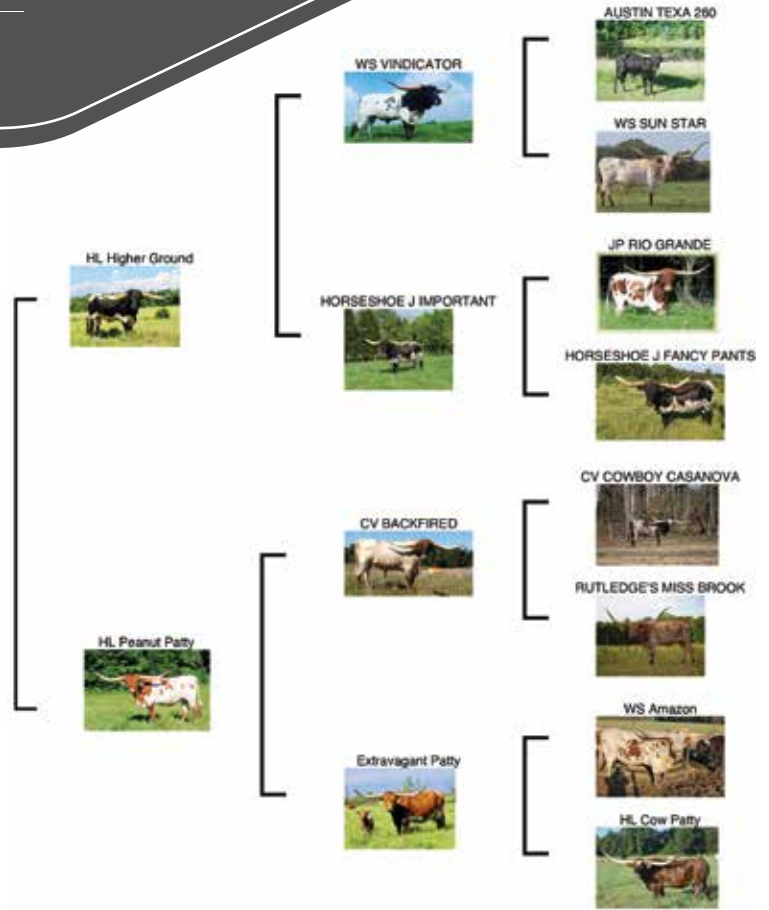 AUSTIN TEXA 260
WS VINDICATOR
WS SUN STAR
HL Higher Ground
JP RIO GRANDE
HORSESHOE J IMPORTANT
HORSESHOE J FANCY PANTS
CV COWBOY CASANOVA
CV BACKFIRED
RUTLEDGE'S MISS BROOK
HL Peanut Patty
WS Amazon
Extravagant Patty
HL Cow Patty